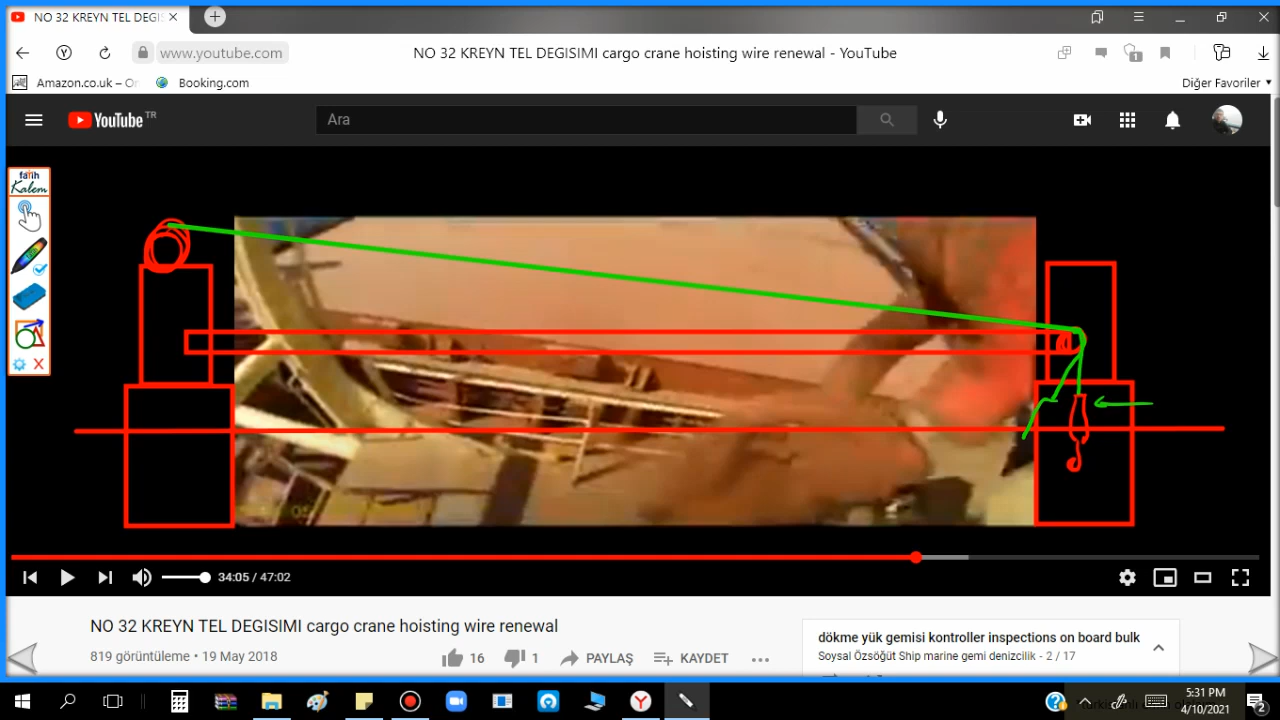 NO 32 KREYN TEL DEGIS
www.youtube.com
NO 32 KREYN TEL DEGISIMI cargo crane hoisting wire renewal - YouTube
1
Amazon.co.uk – O
Booking.com
Diğer Favoriler
YouTube TR
Ara
fatih
Kalem
X
34:05 / 47:02
NO 32 KREYN TEL DEGISIMI cargo crane hoisting wire renewal
819 görüntüleme • 19 May 2018
16
1
PAYLAŞ
KAYDET
dökme yük gemisi kontroller inspections on board bulk
Soysal Özsöğüt Ship marine gemi denizcilik - 2 / 17
5:31 PM
4/10/2021
2